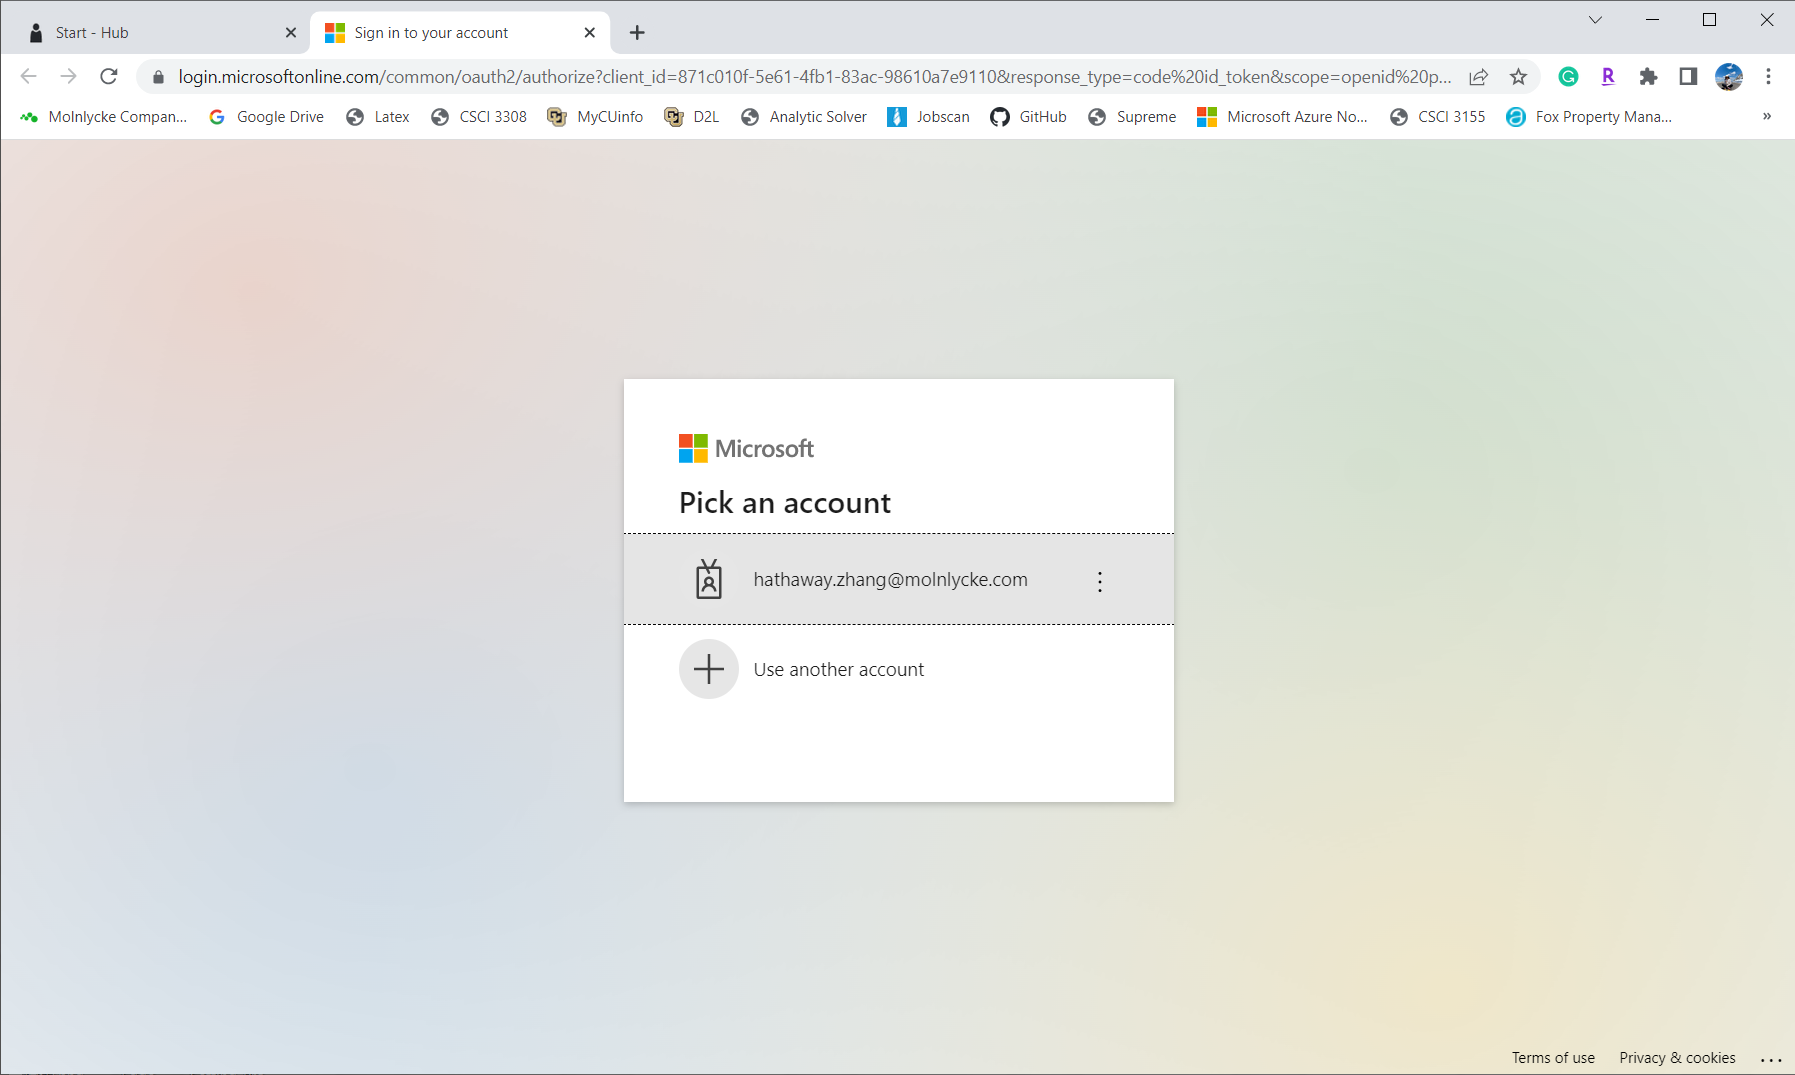 Start - Hub
Sign in to your account
login.microsoftonline.com/common/oauth2/authorize?client_id=871c010f-5e61-4fb1-83ac-98610a7e9110&response_type=code%20id_token&scope=openid%20p...
Molnlycke Compan... Google Drive Latex CSCI 3308 MyCUinfo D2L Analytic Solver Jobscan GitHub Supreme Microsoft Azure No... CSCI 3155 Fox Property Mana... »
Microsoft
Pick an account
hathaway.zhang@molnlycke.com
Use another account
Terms of use Privacy & cookies ...